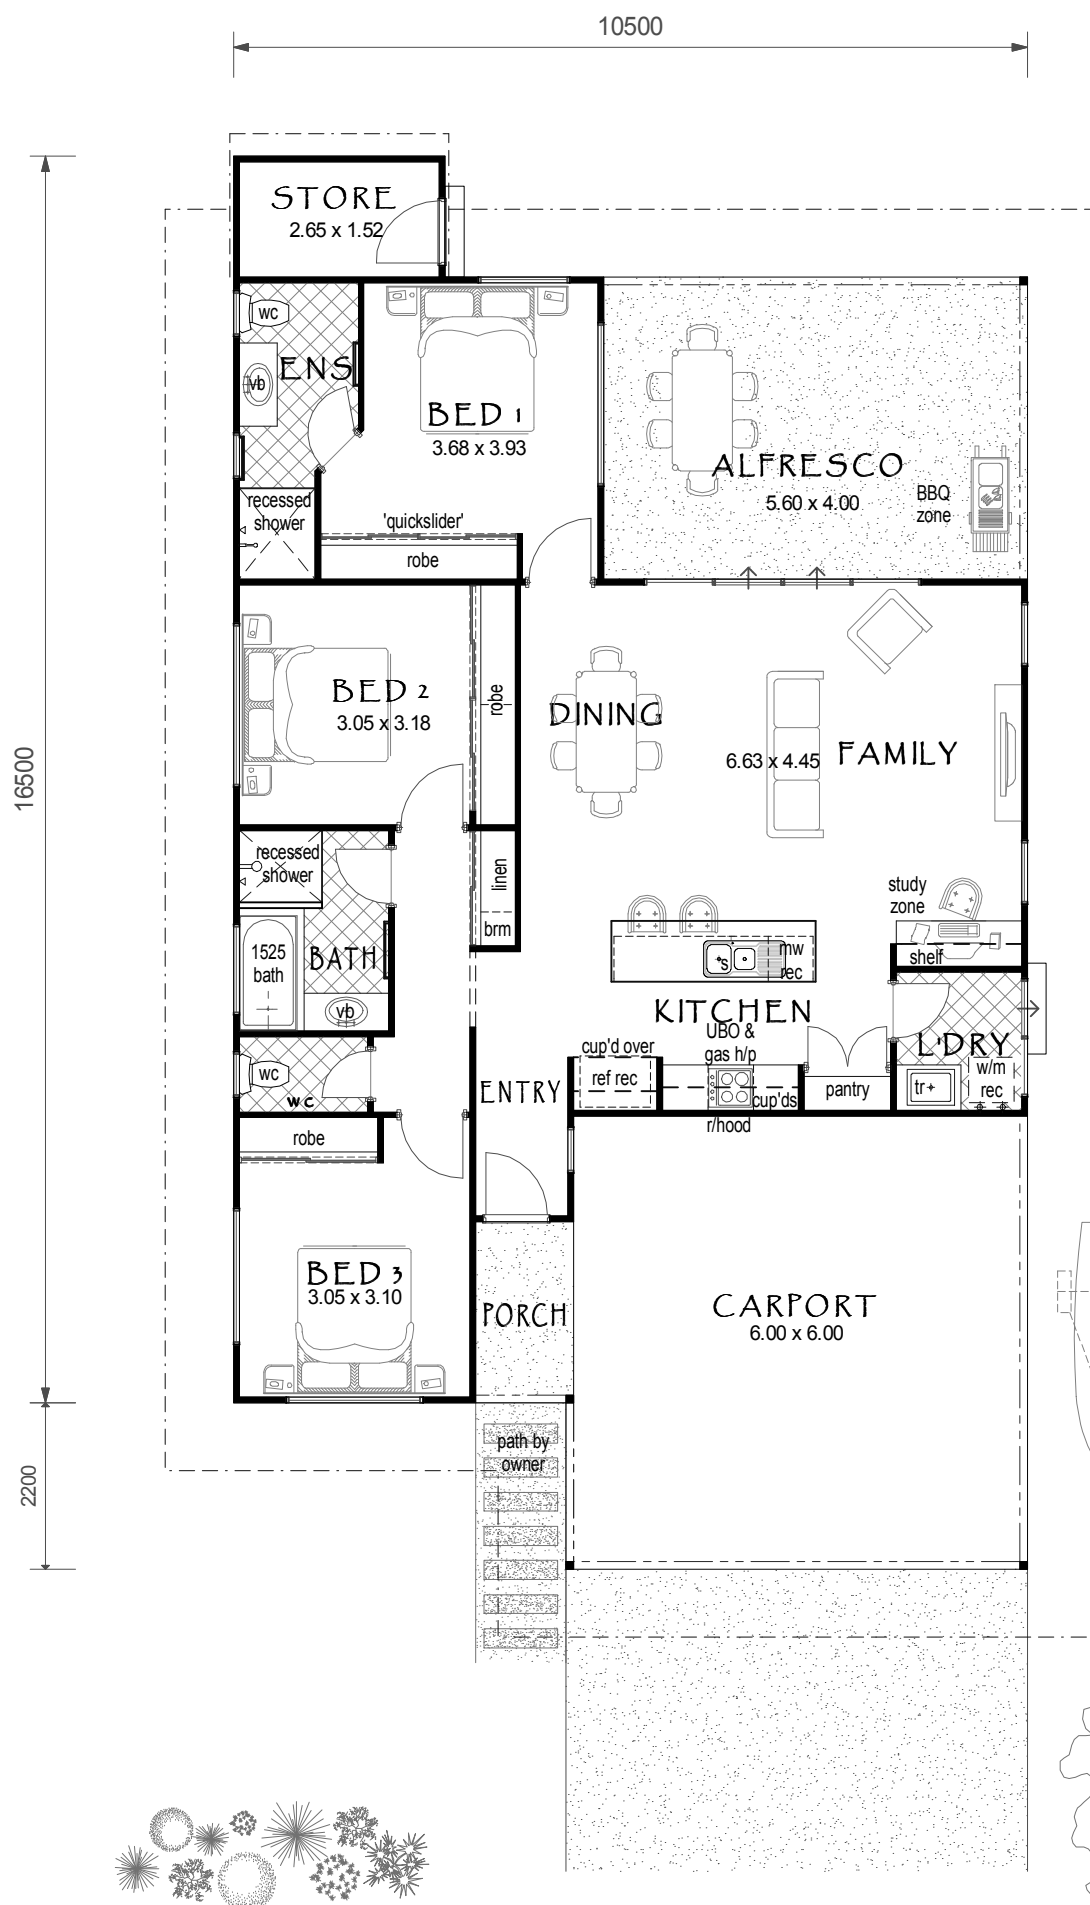 10500
16500
2200
STORE
2.65 x 1.52
wc
vb
ENS
BED 1
3.68 x 3.93
recessed
shower
'quickslider'
robe
ALFRESCO
5.60 x 4.00
BBQ
zone
BED 2
3.05 x 3.18
robe
DINING
6.63 x 4.45
FAMILY
recessed
shower
linen
brm
1525
bath
BATH
vb
study
zone
shelf
s
mw
rec
KITCHEN
UBO &
gas h/p
cup'd over
ref rec
cup'ds
r/hood
pantry
L'DRY
w/m
rec
tr
wc
WC
ENTRY
robe
BED 3
3.05 x 3.10
PORCH
CARPORT
6.00 x 6.00
path by
owner